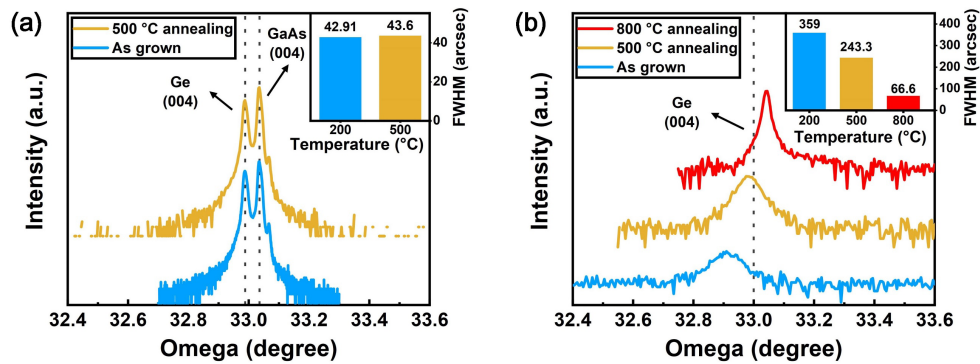 (a)
500 °C annealing
As grown
GaAs
(004)
Ge
(004)
42.91
43.6
40
20
0
FWHM (arcsec)
200
500
Temperature (°C)
Intensity (a.u.)
32.4
32.6
32.8
33.0
33.2
33.4
33.6
Omega (degree)
(b)
800 °C annealing
500 °C annealing
As grown
Ge
(004)
359
243.3
66.6
400
300
200
100
0
FWHM (arcsec)
200
500
800
Temperature (°C)
Intensity (a.u.)
32.4
32.6
32.8
33.0
33.2
33.4
33.6
Omega (degree)